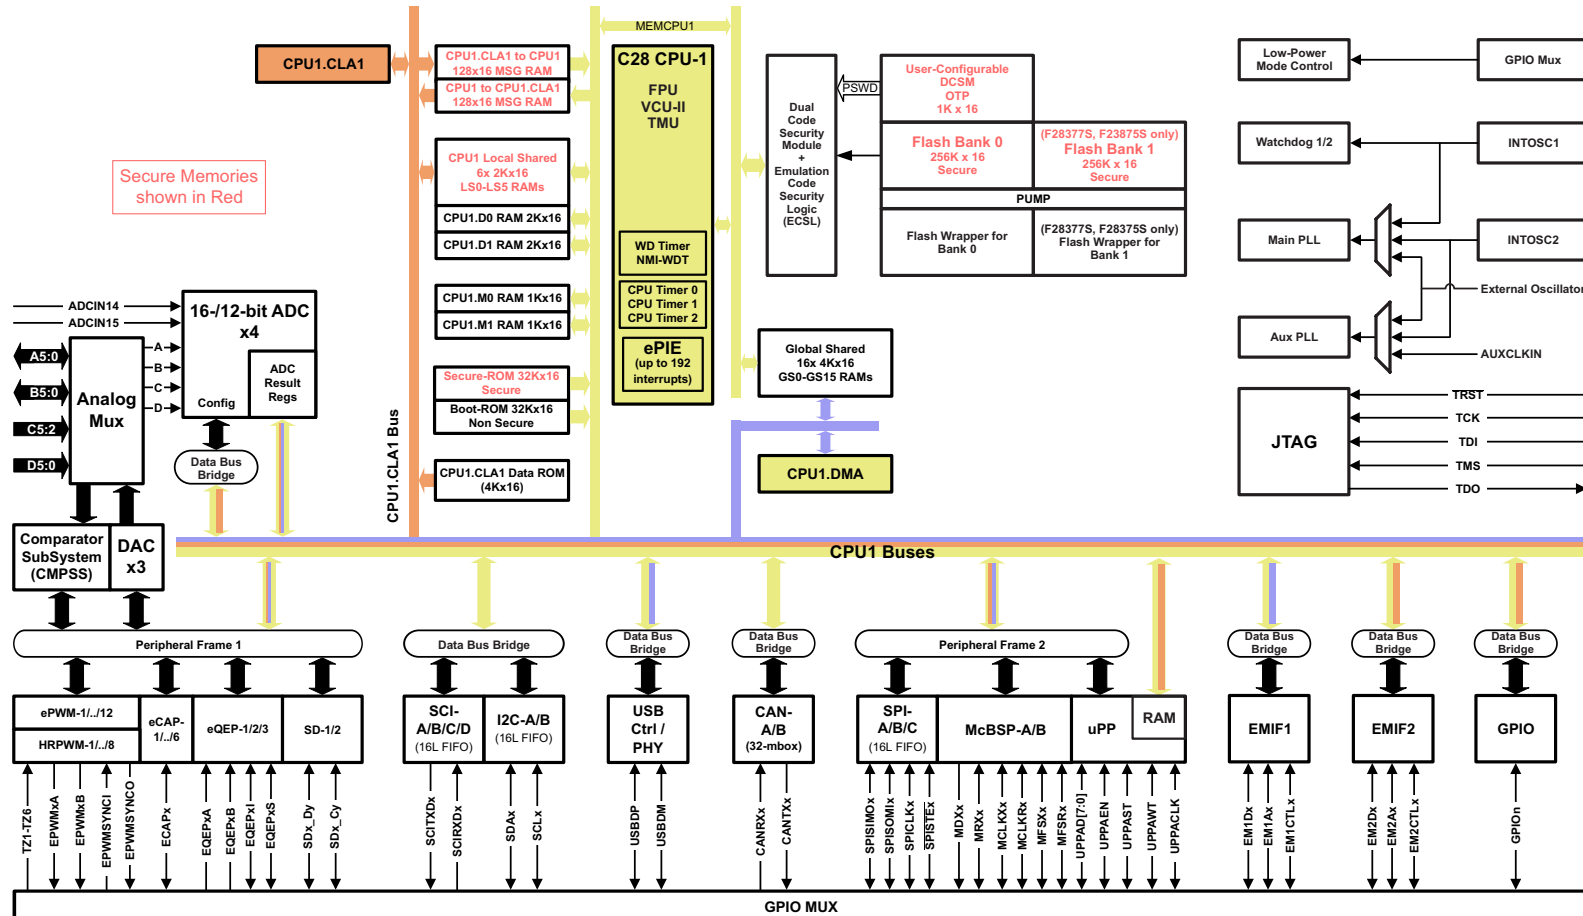 MEMCPU1
CPU1.CLA1
CPU1.CLA1 to CPU1
128x16 MSG RAM
CPU1 to CPU1.CLA1
128x16 MSG RAM
C28 CPU-1
FPU
VCU-II
TMU
WD Timer
NMI-WDT
CPU Timer 0
CPU Timer 1
CPU Timer 2
ePIE
(up to 192
interrupts)
Dual
Code
Security
Module
+
Emulation
Code
Security
Logic
(ECSL)
PSWD
User-Configurable
DCSM
OTP
1K x 16
Flash Bank 0
256K x 16
Secure
(F28377S, F23875S only)
Flash Bank 1
256K x 16
Secure
PUMP
Flash Wrapper for
Bank 0
(F28377S, F28375S only)
Flash Wrapper for
Bank 1
Low-Power
Mode Control
GPIO Mux
Watchdog 1/2
INTOSC1
Main PLL
INTOSC2
External Oscillator
Aux PLL
AUXCLKIN
JTAG
TRST
TCK
TDI
TMS
TDO
Secure Memories
shown in Red
CPU1 Local Shared
6x 2Kx16
LS0-LS5 RAMs
CPU1.D0 RAM 2Kx16
CPU1.D1 RAM 2Kx16
CPU1.M0 RAM 1Kx16
CPU1.M1 RAM 1Kx16
Secure-ROM 32Kx16
Secure
Boot-ROM 32Kx16
Non Secure
CPU1.CLA1 Data ROM
(4Kx16)
CPU1.CLA1 Bus
Global Shared
16x 4Kx16
GS0-GS15 RAMs
CPU1.DMA
ADCIN14
ADCIN15
16-/12-bit ADC
x4
ADC
Result
Regs
Config
A5:0
B5:0
C5:2
D5:0
Analog
Mux
A
B
C
D
Data Bus
Bridge
Comparator
SubSystem
(CMPSS)
DAC
x3
CPU1 Buses
Peripheral Frame 1
Data Bus Bridge
Data Bus
Bridge
Data Bus
Bridge
Peripheral Frame 2
Data Bus
Bridge
Data Bus
Bridge
Data Bus
Bridge
ePWM-1/../12
HRPWM-1/../8
eCAP-
1/../6
eQEP-1/2/3
SD-1/2
SCI-
A/B/C/D
(16L FIFO)
I2C-A/B
(16L FIFO)
USB
Ctrl /
PHY
CAN-
A/B
(32-mbox)
SPI-
A/B/C
(16L FIFO)
McBSP-A/B
uPP
RAM
EMIF1
EMIF2
GPIO
TZ1-TZ6
EPWMxA
EPWMxB
EPWMSYNCI
EPWMSYNCO
ECAPx
EQEPxA
EQEPxB
EQEPxI
EQEPxS
SDx_Dy
SDx_Cy
SCITXDx
SCIRXDx
SDAx
SCLx
USBDP
USBDM
CANRXx
CANTXx
SPISIMOx
SPISOMIx
SPICLKx
SPISTEx
MDXx
MRXx
MCLKXx
MCLKRx
MFSXx
MFSRx
UPPAD[7:0]
UPPAEN
UPPAST
UPPAWT
UPPACLK
EM1Dx
EM1Ax
EM1CTLx
EM2Dx
EM2Ax
EM2CTLx
GPIOn
GPIO MUX